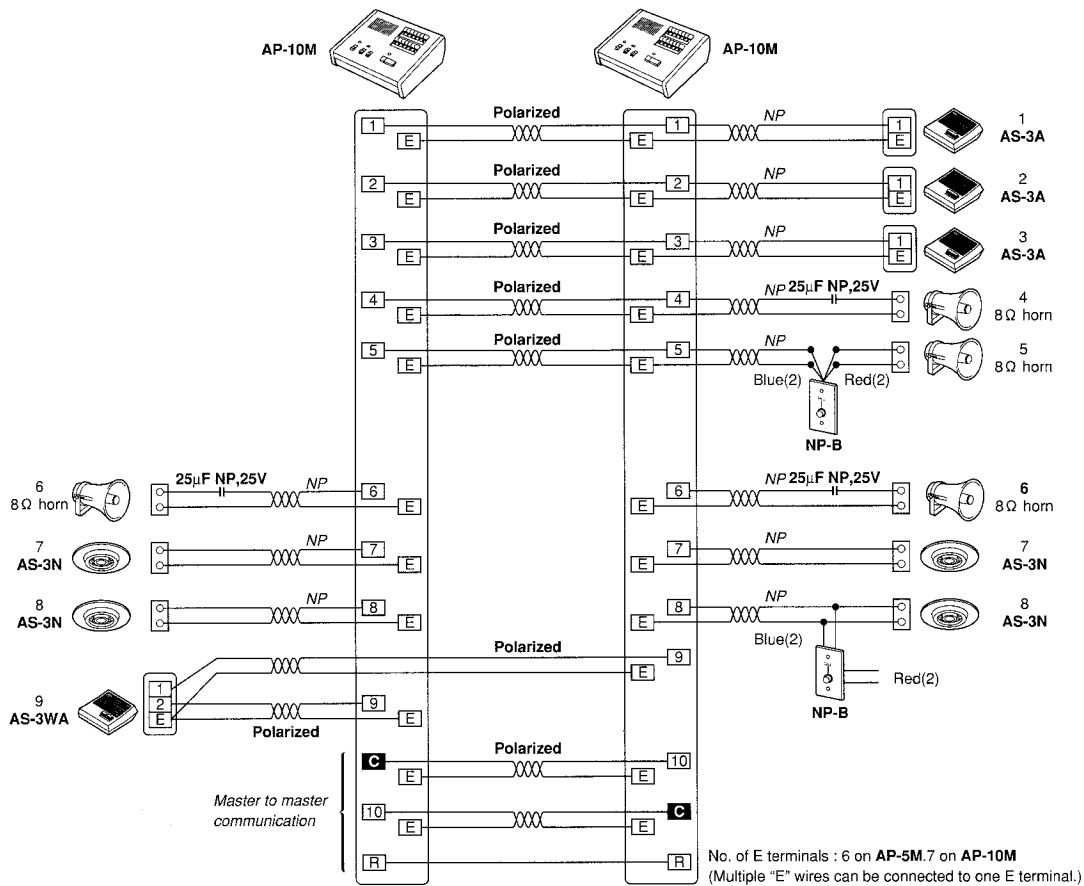 AP-10M AP-10M
Polarized NP
1 E E 1 1 E 1
AS-3A
Polarized NP
2 E E 2 1 E 2
AS-3A
Polarized NP
3 E E 3 1 E 3
AS-3A
Polarized NP 25μF NP,25V
4 E E 4 4
8Ω horn
Polarized NP
5 E E 5 5
8Ω horn
Blue(2) Red(2)
NP-B
6 25μF NP,25V NP 6 E
8Ω horn
E 6 NP 25μF NP,25V 6
8Ω horn
7 NP 7 E
AS-3N
E 7 NP 7
AS-3N
8 NP 8 E
AS-3N
E 8 NP 8
AS-3N
Blue(2)
Red(2)
NP-B
Polarized
9 E
9
AS-3WA
1
2
E
9 E
Polarized
Polarized
C E E 10
Master to master
communication
10 E E C
R R
No. of E terminals : 6 on AP-5M.7 on AP-10M
(Multiple "E" wires can be connected to one E terminal.)